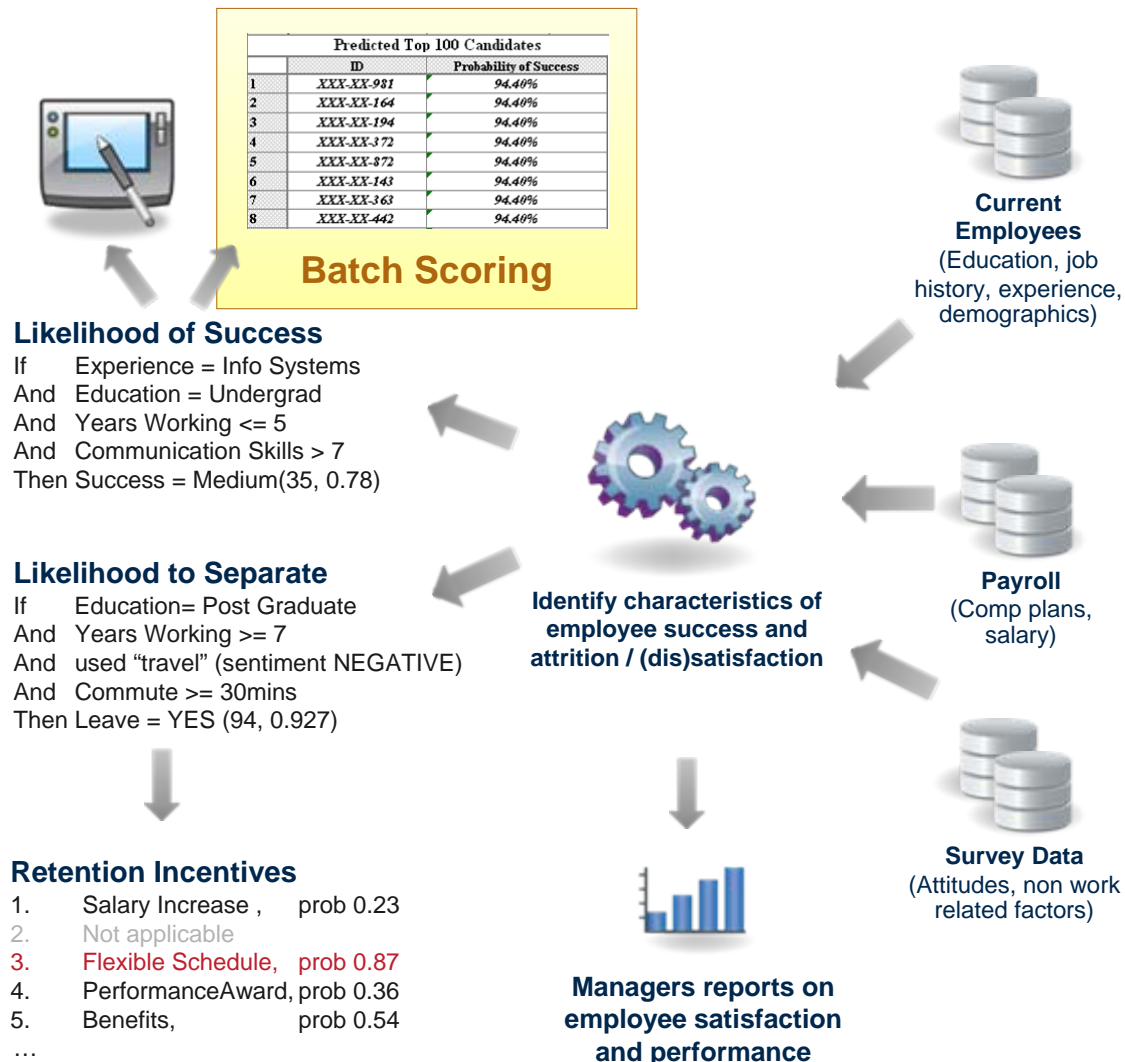 Predicted Top 100 Candidates
ID Probability of Success
1 XXX-XX-981 94.40%
2 XXX-XX-164 94.40%
3 XXX-XX-194 94.40%
4 XXX-XX-372 94.40%
5 XXX-XX-872 94.40%
6 XXX-XX-143 94.40%
7 XXX-XX-363 94.40%
8 XXX-XX-442 94.40%
Batch Scoring
Likelihood of Success
If Experience = Info Systems
And Education = Undergrad
And Years Working <= 5
And Communication Skills > 7
Then Success = Medium(35, 0.78)
Likelihood to Separate
If Education= Post Graduate
And Years Working >= 7
And used “travel” (sentiment NEGATIVE)
And Commute >= 30mins
Then Leave = YES (94, 0.927)
Retention Incentives
1. Salary Increase , prob 0.23
2. Not applicable
3. Flexible Schedule, prob 0.87
4. PerformanceAward, prob 0.36
5. Benefits, prob 0.54
…
Identify characteristics of
employee success and
attrition / (dis)satisfaction
Managers reports on
employee satisfaction
and performance
Current
Employees
(Education, job
history, experience,
demographics)
Payroll
(Comp plans,
salary)
Survey Data
(Attitudes, non work
related factors)